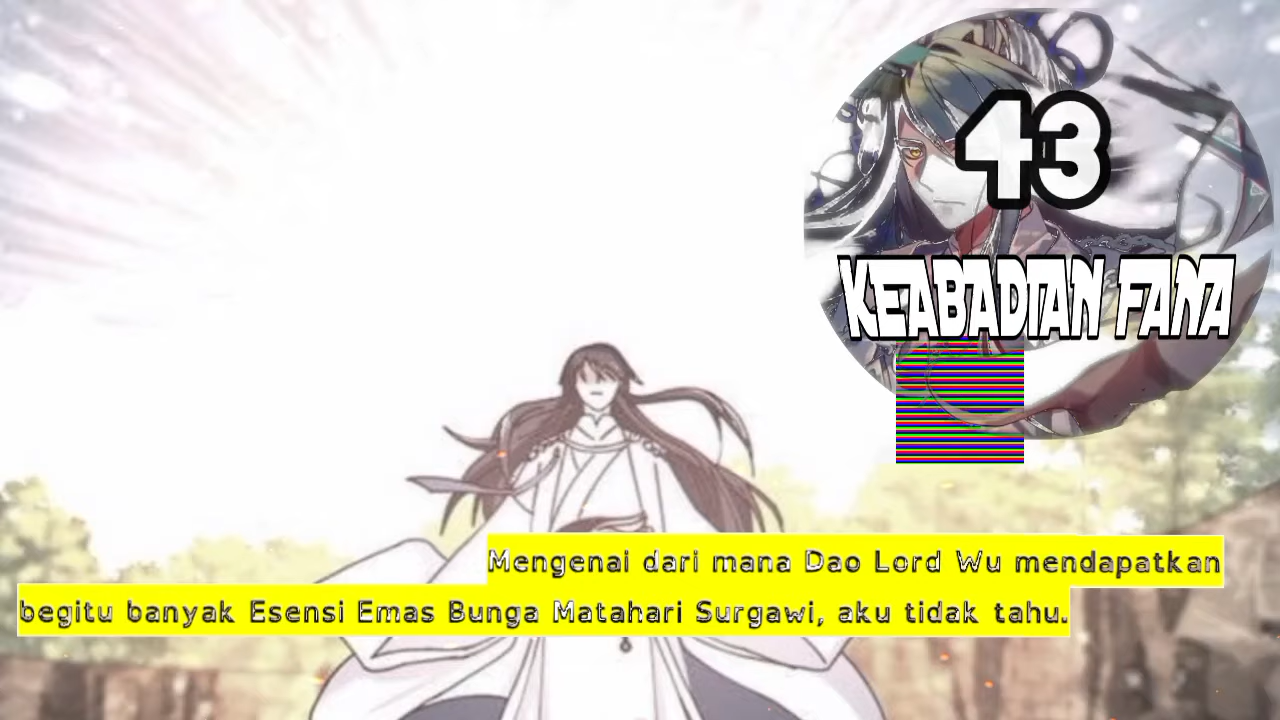 43
KEABADIAN FANA
Mengenai dari mana Dao Lord Wu mendapatkan
begitu banyak Esensi Emas Bunga Matahari Surgawi, aku tidak tahu.